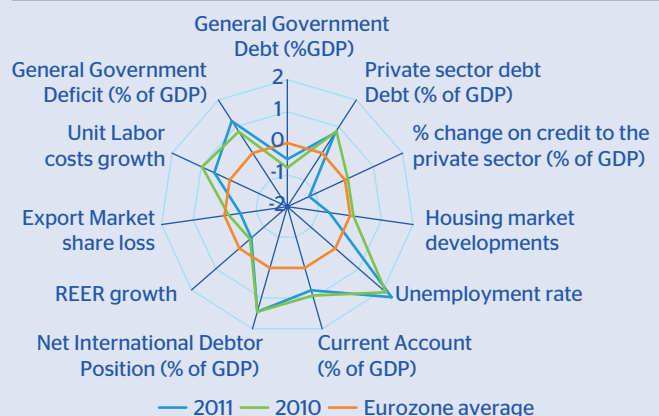 General Government
Debt (%GDP)
General Government
Deficit (% of GDP)
Private sector debt
Debt (% of GDP)
2
1
0
-1
-2
Unit Labor
costs growth
% change on credit to the
private sector (% of GDP)
Export Market
share loss
Housing market
developments
REER growth
Unemployment rate
Net International Debtor
Position (% of GDP)
Current Account
(% of GDP)
2011
2010
Eurozone average